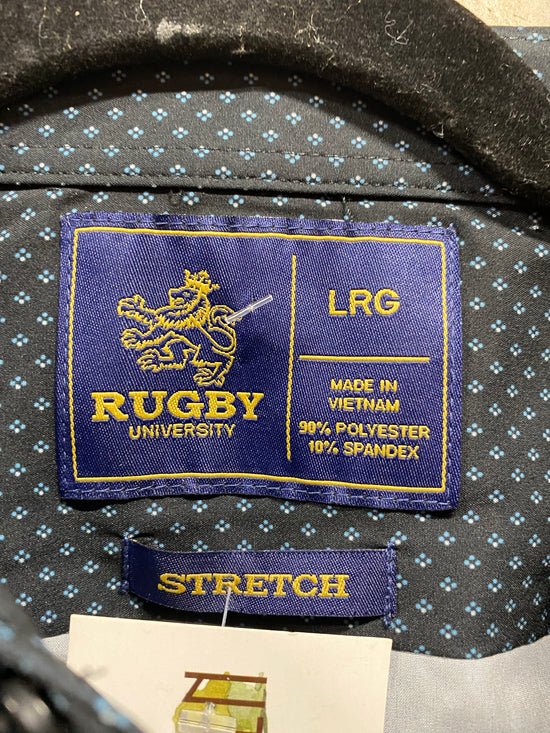 RUGBY
UNIVERSITY
LRG
MADE IN
VIETNAM
90% POLYESTER
10% SPANDEX
STRETCH